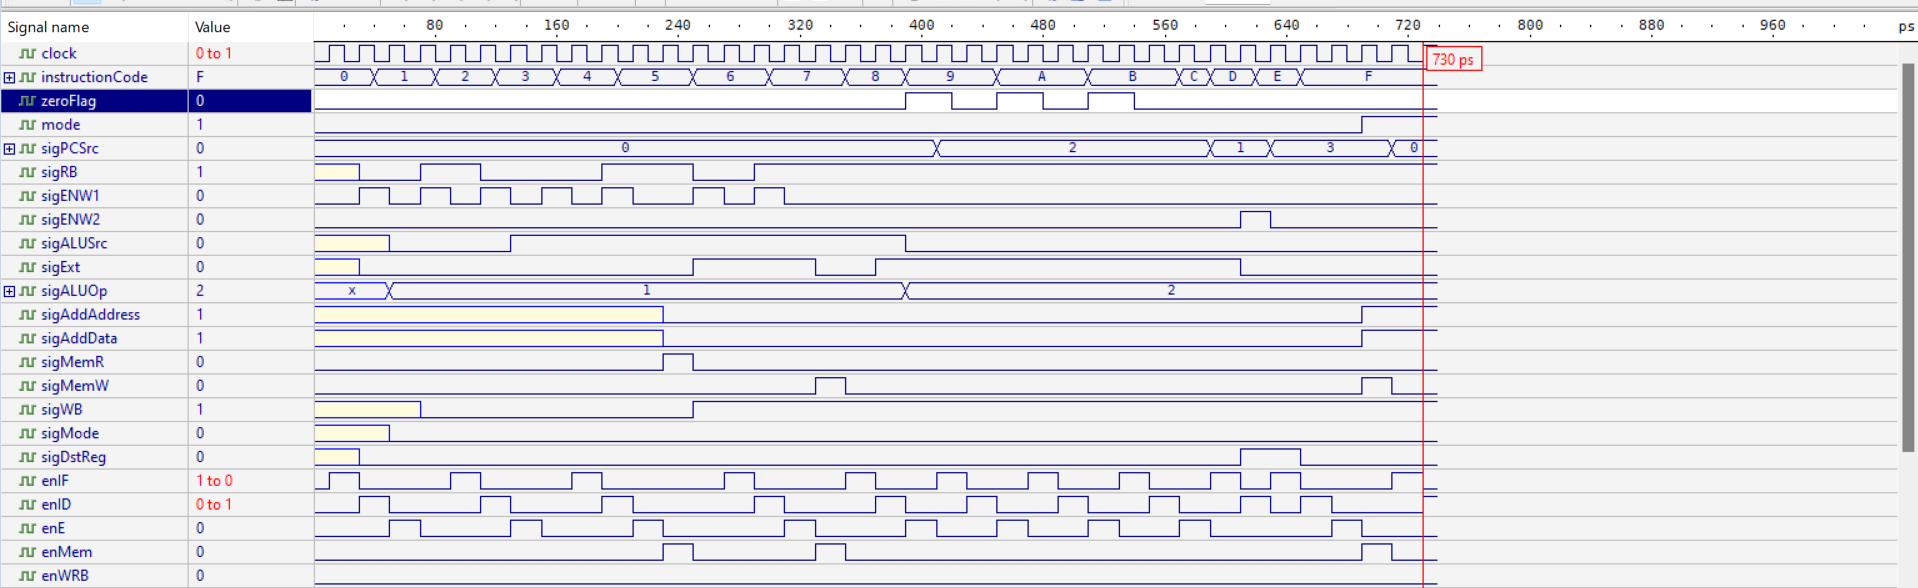 Signal name Value 80 160 240 320 400 480 560 640 720 800 880 960 ps
clock 0 to 1 730 ps
instructionCode F 0 1 2 3 4 5 6 7 8 9 A B C D E F
zeroFlag 0
mode 1
sigPCSrc 0 0 2 1 3 0
sigRB 1
sigENW1 0
sigENW2 0
sigALUSrc 0
sigExt 0
sigALUOp 2 x 1 2
sigAddAddress 1
sigAddData 1
sigMemR 0
sigMemW 0
sigWB 1
sigMode 0
sigDstReg 0
enIF 1 to 0
enID 0 to 1
enE 0
enMem 0
enWRB 0